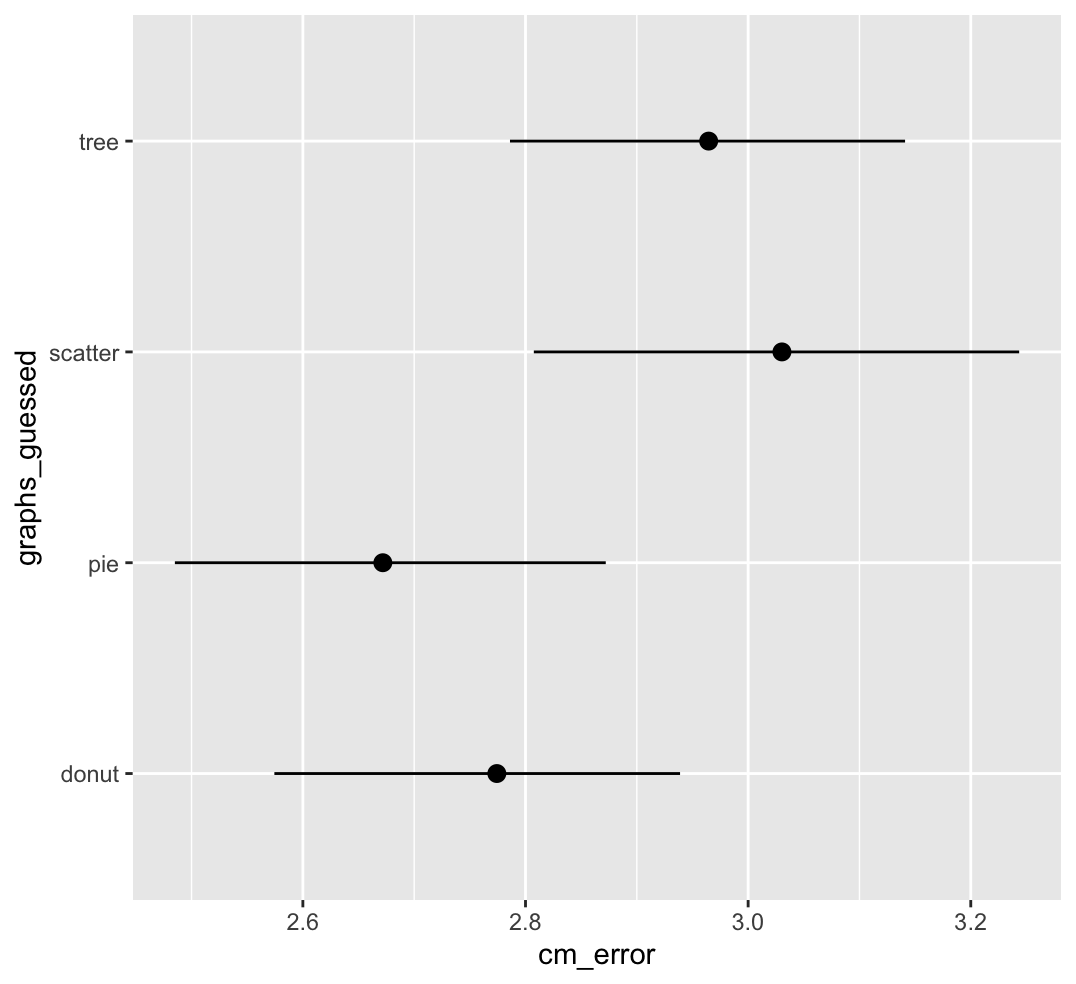 graphs_guessed
tree
scatter
pie
donut
2.6
2.8
3.0
3.2
cm_error